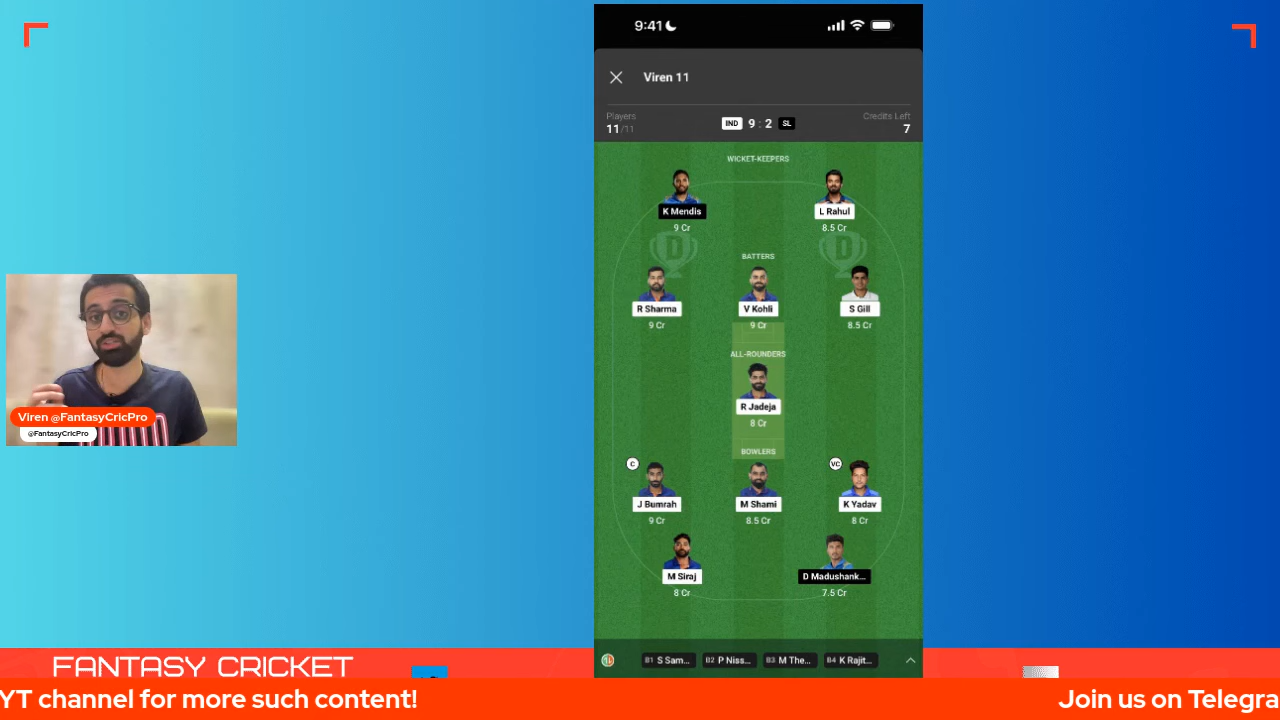 9:41
Viren 11
Players
11/11
IND 9 : 2 SL
Credits Left
7
WICKET-KEEPERS
K Mendis
9 Cr
L Rahul
8.5 Cr
BATTERS
R Sharma
9 Cr
V Kohli
9 Cr
S Gill
8.5 Cr
ALL-ROUNDERS
R Jadeja
8 Cr
BOWLERS
C
J Bumrah
9 Cr
M Shami
8.5 Cr
VC
K Yadav
8 Cr
M Siraj
8 Cr
D Madushank...
7.5 Cr
B1 S Sam...
B2 P Niss...
B3 M The...
B4 K Rajit...
Viren @FantasyCricPro
@FantasyCricPro
FANTASY CRICKET
YT channel for more such content!
Join us on Telegra